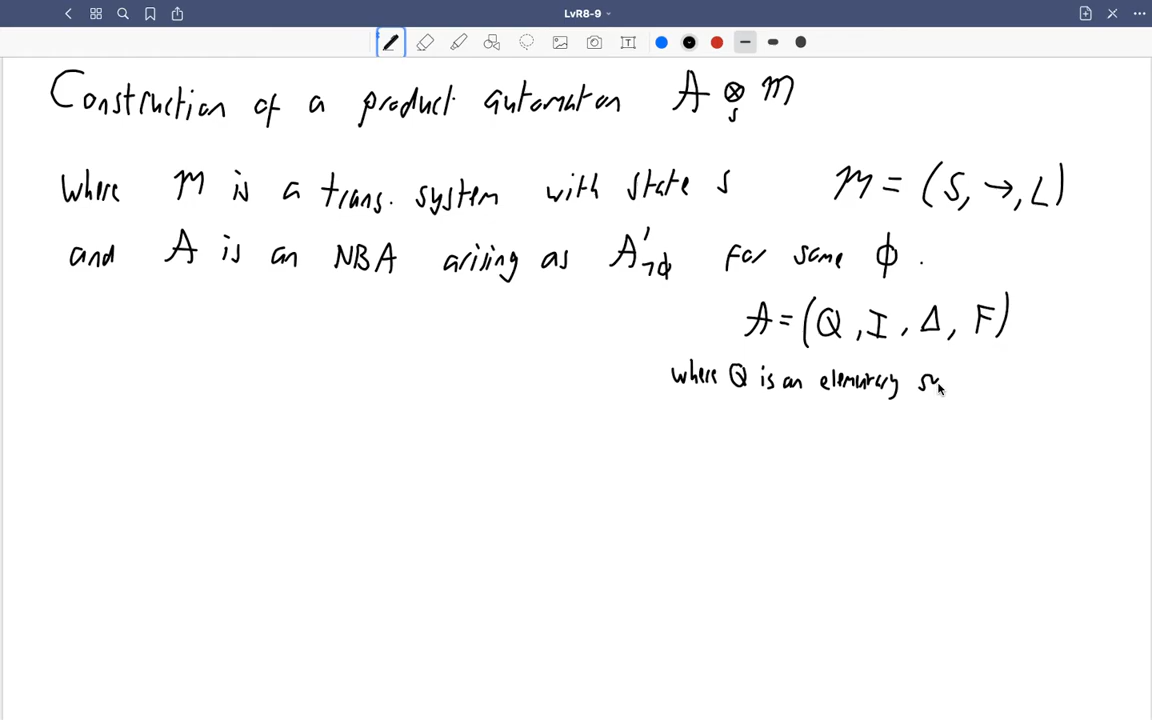 LvR8-9
Construction of a product automaton A ⊗ₛ M
where M is a trans. system with state s M = (S, →, L)
and A is an NBA arising as A'¬ϕ for some ϕ .
A = (Q, I, Δ, F)
where Q is an elementary